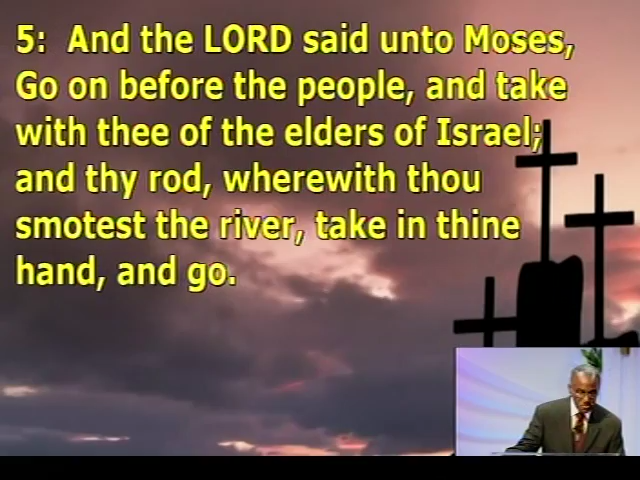 5:  And the LORD said unto Moses,
Go on before the people, and take
with thee of the elders of Israel;
and thy rod, wherewith thou
smotest the river, take in thine
hand, and go.